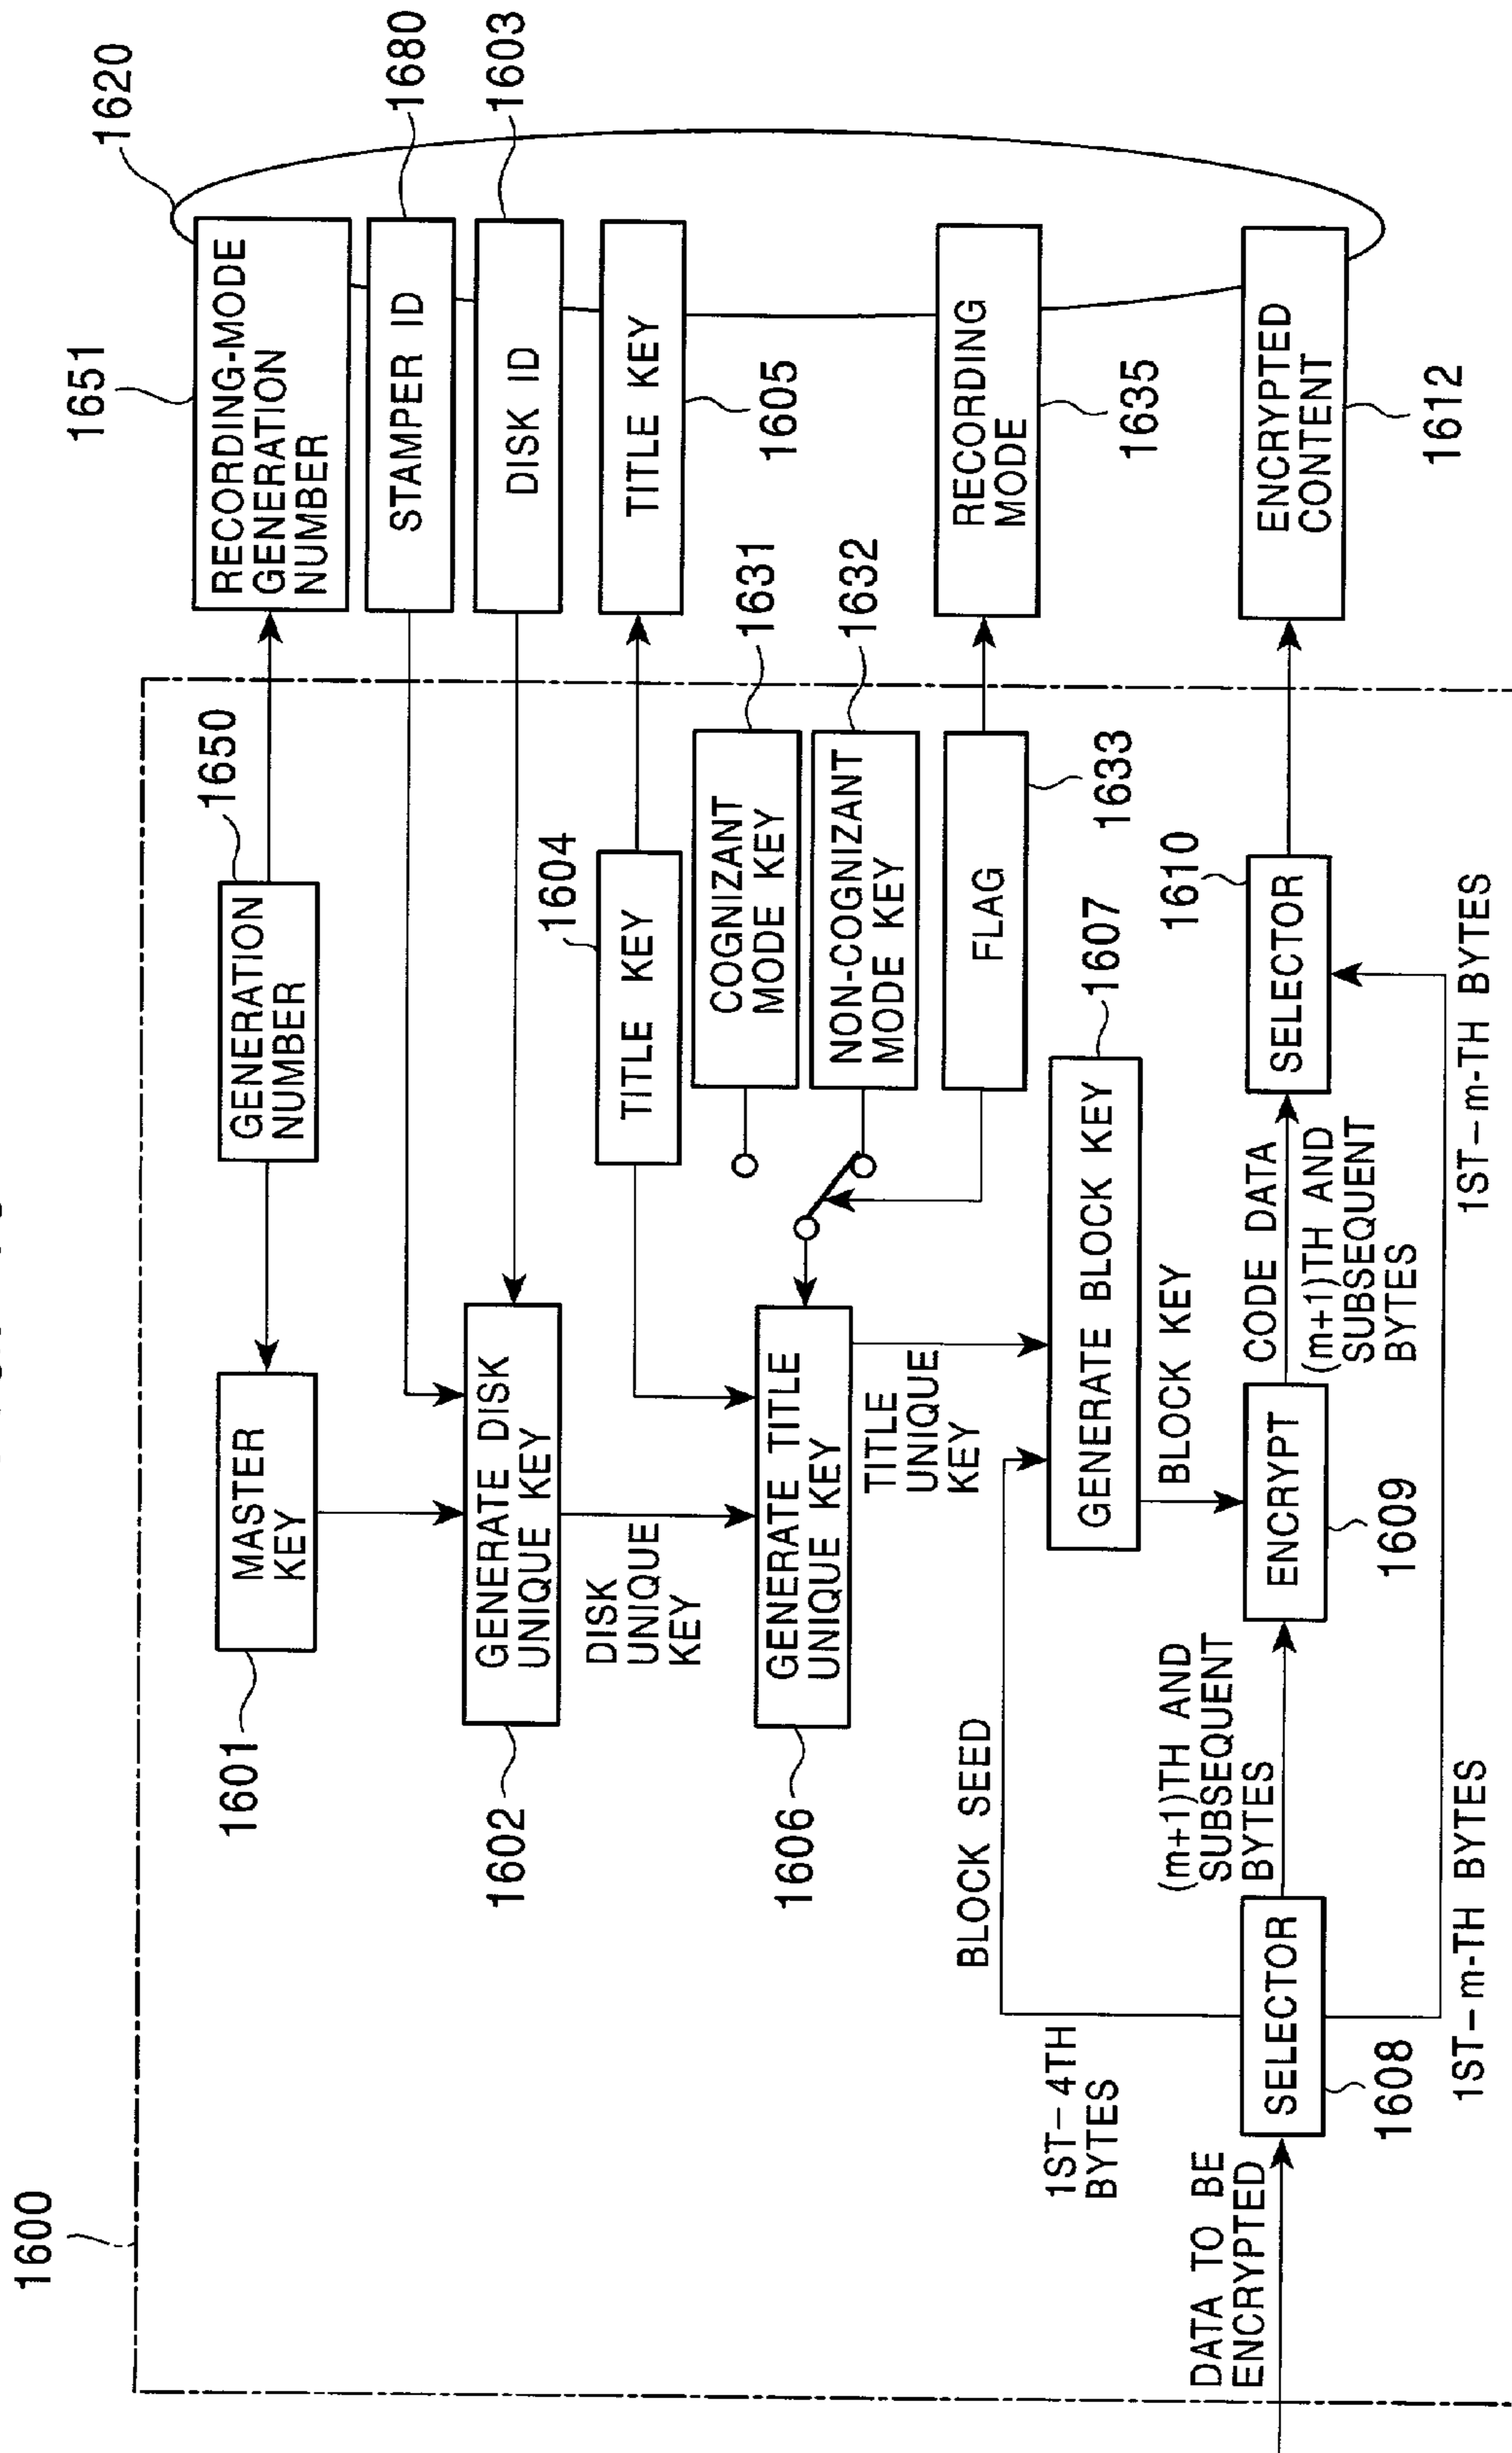 1600
1620
1651
RECORDING-MODE
GENERATION
NUMBER
1680
STAMPER ID
1603
DISK ID
TITLE KEY
1605
RECORDING
MODE
1635
ENCRYPTED
CONTENT
1612
1650
GENERATION
NUMBER
MASTER
KEY
1601
GENERATE DISK
UNIQUE KEY
1602
DISK
UNIQUE
KEY
1604
TITLE KEY
1631
COGNIZANT
MODE KEY
1632
NON-COGNIZANT
MODE KEY
FLAG
1633
GENERATE TITLE
UNIQUE KEY
1606
TITLE
UNIQUE
KEY
1607
GENERATE BLOCK KEY
BLOCK SEED
BLOCK KEY
1ST-4TH
BYTES
DATA TO BE
ENCRYPTED
SELECTOR
1608
(m+1)TH AND
SUBSEQUENT
BYTES
ENCRYPT
1609
CODE DATA
(m+1)TH AND
SUBSEQUENT
BYTES
1610
SELECTOR
1ST-m-TH BYTES
1ST-m-TH BYTES